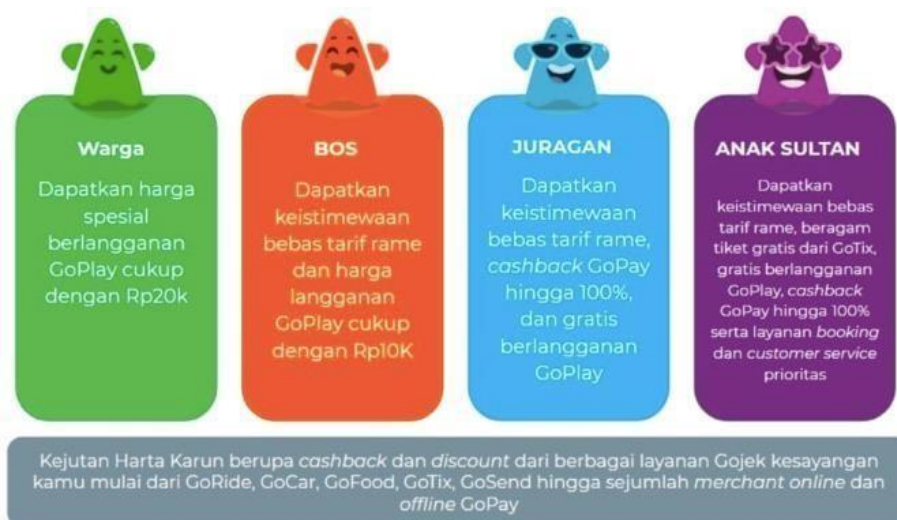 Warga
Dapatkan harga
spesial
berlangganan
GoPlay cukup
dengan Rp20k
BOS
Dapatkan
keistimewaan
bebas tarif rame
dan harga
langganan
GoPlay cukup
dengan Rp10K
JURAGAN
Dapatkan
keistimewaan
bebas tarif rame,
cashback GoPay
hingga 100%,
dan gratis
berlangganan
GoPlay
ANAK SULTAN
Dapatkan
keistimewaan bebas
tarif rame, beragam
tiket gratis dari GoTix,
gratis berlangganan
GoPlay, cashback
GoPay hingga 100%
serta layanan booking
dan customer service
prioritas
Kejutan Harta Karun berupa cashback dan discount dari berbagai layanan Gojek kesayangan
kamu mulai dari GoRide, GoCar, GoFood, GoTix, GoSend hingga sejumlah merchant online dan
offline GoPay